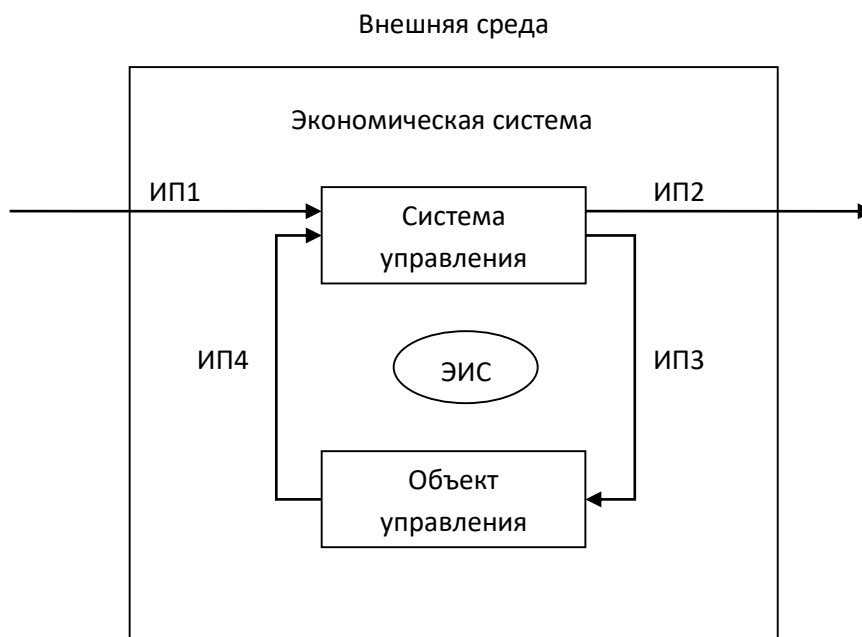 Внешняя среда
Экономическая система
ИП1
ИП2
Система
управления
ИП4
ЭИС
ИП3
Объект
управления